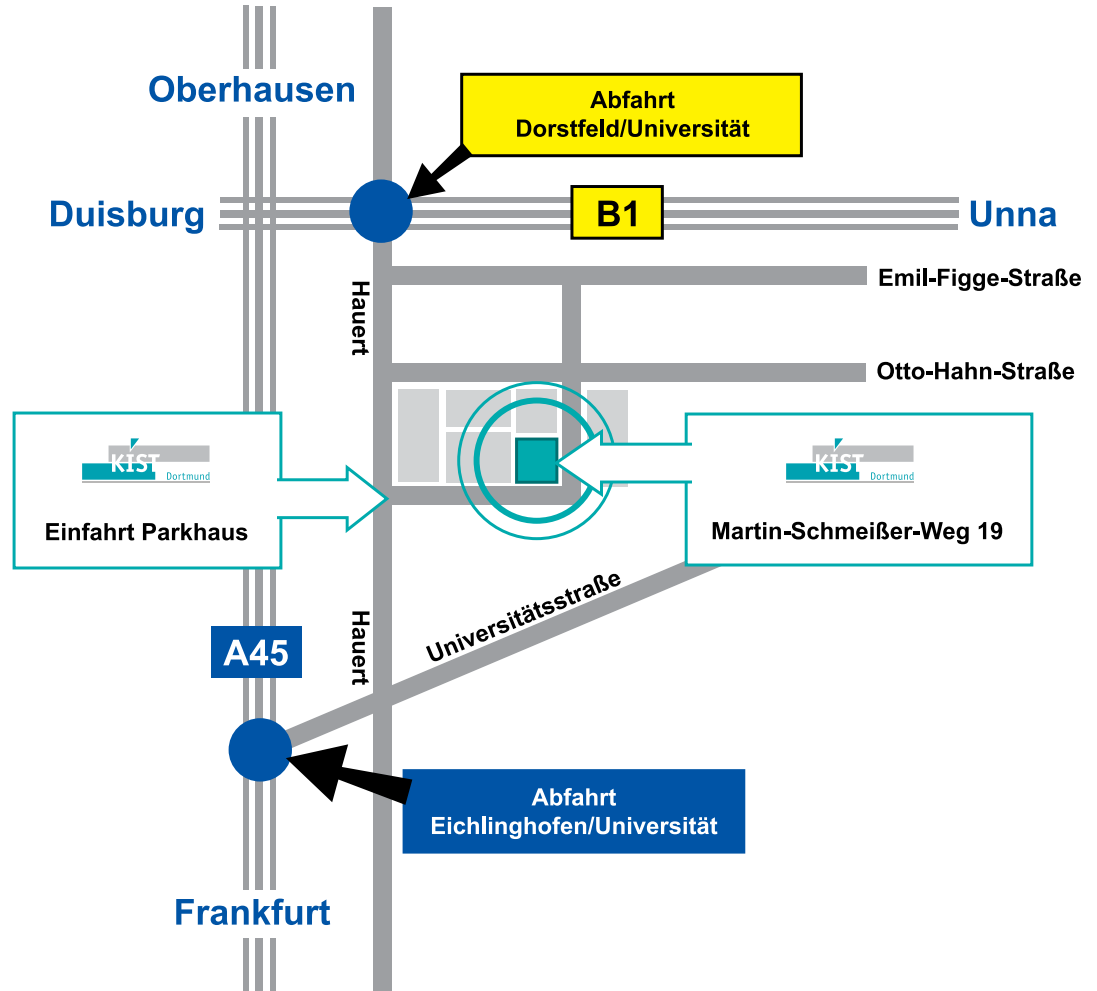 Oberhausen
Abfahrt
Dorstfeld/Universität
Duisburg
B1
Unna
Emil-Figge-Straße
Hauert
Otto-Hahn-Straße
KIST
Dortmund
Einfahrt Parkhaus
KIST
Dortmund
Martin-Schmeißer-Weg 19
Universitätsstraße
Hauert
A45
Abfahrt
Eichlinghofen/Universität
Frankfurt